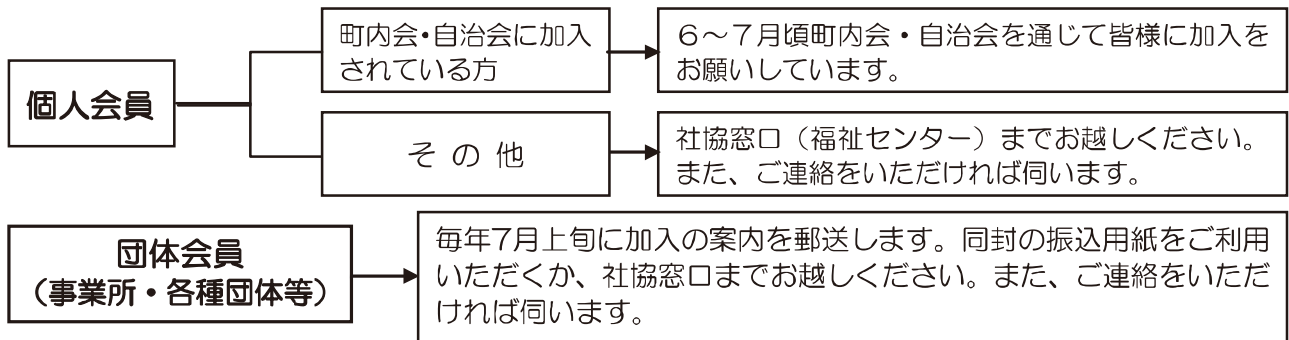 個人会員
町内会・自治会に加入
されている方
６～７月頃町内会・自治会を通じて皆様に加入を
お願いしています。
そ の 他
社協窓口（福祉センター）までお越しください。
また、ご連絡をいただければ伺います。
団体会員
（事業所・各種団体等）
毎年7月上旬に加入の案内を郵送します。同封の振込用紙をご利用
いただくか、社協窓口までお越しください。また、ご連絡をいただ
ければ伺います。